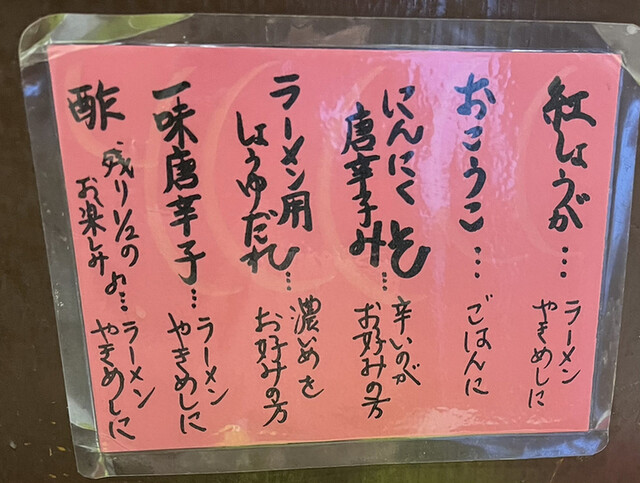 紅しょうが…
ラーメン
やきめしに
おこうこ…
ごはんに
にんにく
唐辛子みそ…
辛いのが
お好みの方
ラーメン用
しょうゆだれ…
濃いめを
お好みの方
一味唐辛子…
ラーメン
やきめしに
酢
残り1/2の
お楽しみ♪…
ラーメン
やきめしに